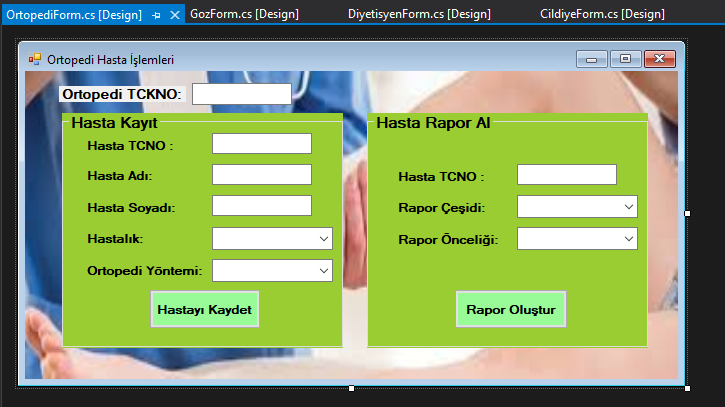 OrtopediForm.cs [Design] GozForm.cs [Design] DiyetisyenForm.cs [Design] CildiyeForm.cs [Design]
Ortopedi Hasta İşlemleri
Ortopedi TCKNO:
Hasta Kayıt
Hasta TCNO :
Hasta Adı:
Hasta Soyadı:
Hastalık:
Ortopedi Yöntemi:
Hastayı Kaydet
Hasta Rapor Al
Hasta TCNO :
Rapor Çeşidi:
Rapor Önceliği:
Rapor Oluştur